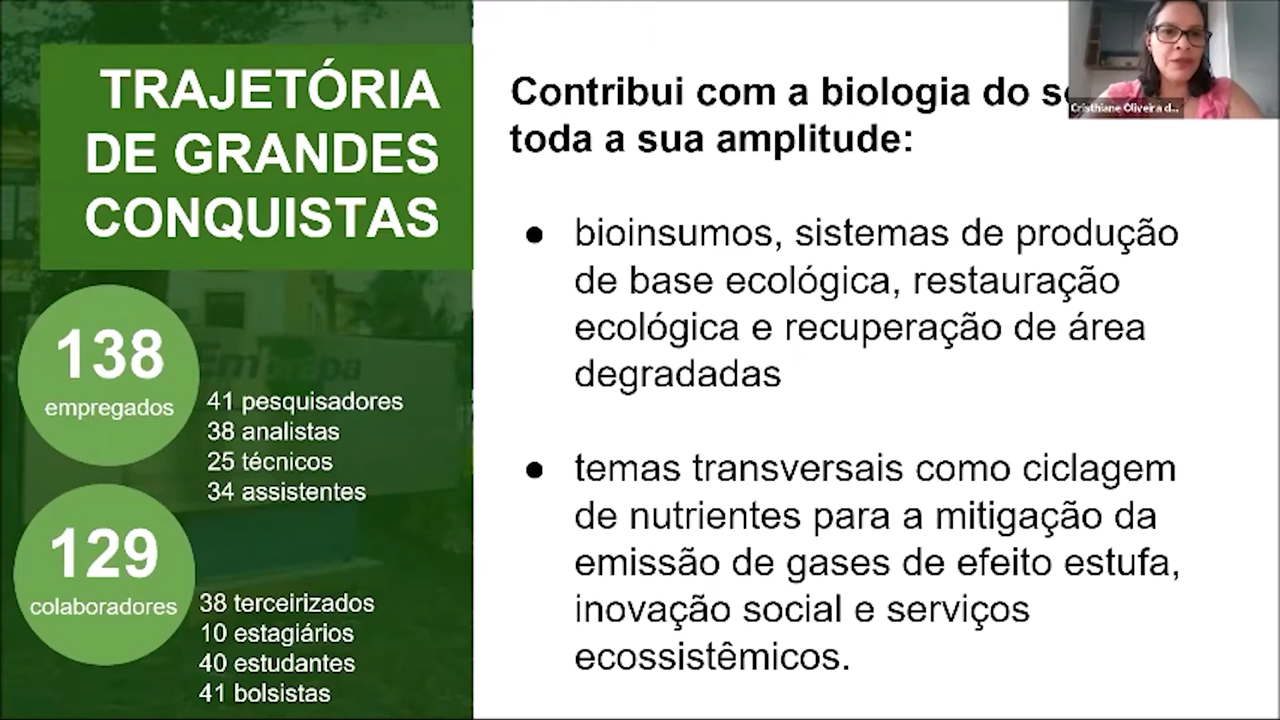 TRAJETÓRIA
DE GRANDES
CONQUISTAS
138
empregados
41 pesquisadores
38 analistas
25 técnicos
34 assistentes
129
colaboradores
38 terceirizados
10 estagiários
40 estudantes
41 bolsistas
Contribui com a biologia do
toda a sua amplitude:
● bioinsumos, sistemas de produção
de base ecológica, restauração
ecológica e recuperação de área
degradadas
● temas transversais como ciclagem
de nutrientes para a mitigação da
emissão de gases de efeito estufa,
inovação social e serviços
ecossistêmicos.
Cristhiane Oliveira d...